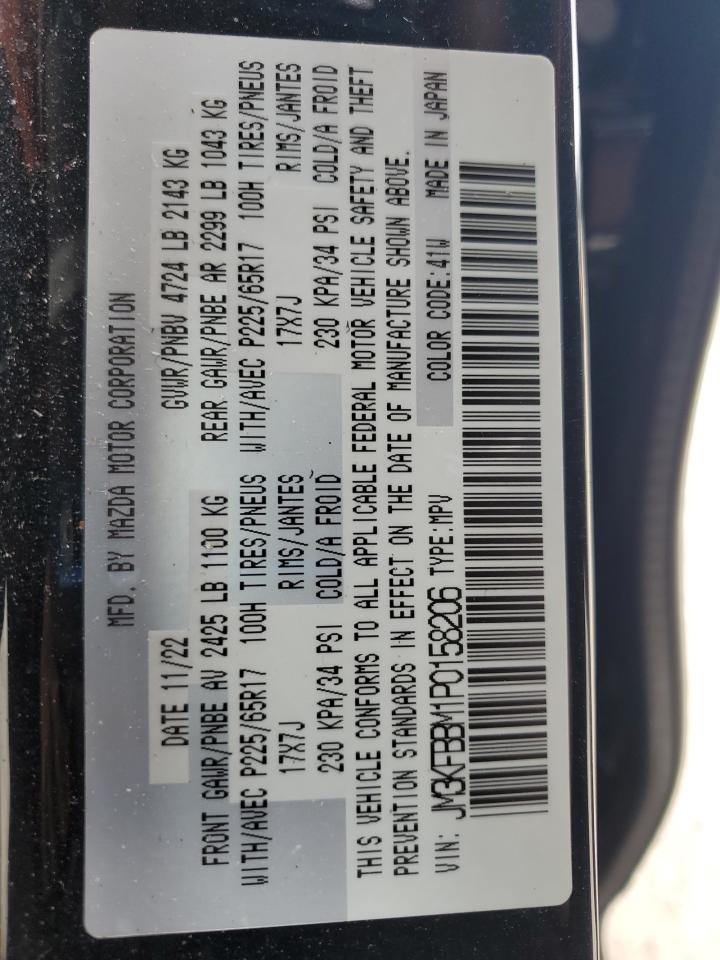 MFD. BY MAZDA MOTOR CORPORATION
DATE 11/22 GVWR/PNBV 4724 LB 2143 KG
FRONT GAWR/PNBE AV 2425 LB 1100 KG REAR GAWR/PNBE AR 2299 LB 1043 KG
WITH/AVEC P225/65R17 100H TIRES/PNEUS WITH/AVEC P225/65R17 100H TIRES/PNEUS
17X7J RIMS/JANTES 17X7J RIMS/JANTES
230 KPA/34 PSI COLD/A FROID 230 KPA/34 PSI COLD/A FROID
THIS VEHICLE CONFORMS TO ALL APPLICABLE FEDERAL MOTOR VEHICLE SAFETY AND THEFT
PREVENTION STANDARDS IN EFFECT ON THE DATE OF MANUFACTURE SHOWN ABOVE.
VIN: JM3KFBBM1P0158206 TYPE:MPV COLOR CODE:41W MADE IN JAPAN